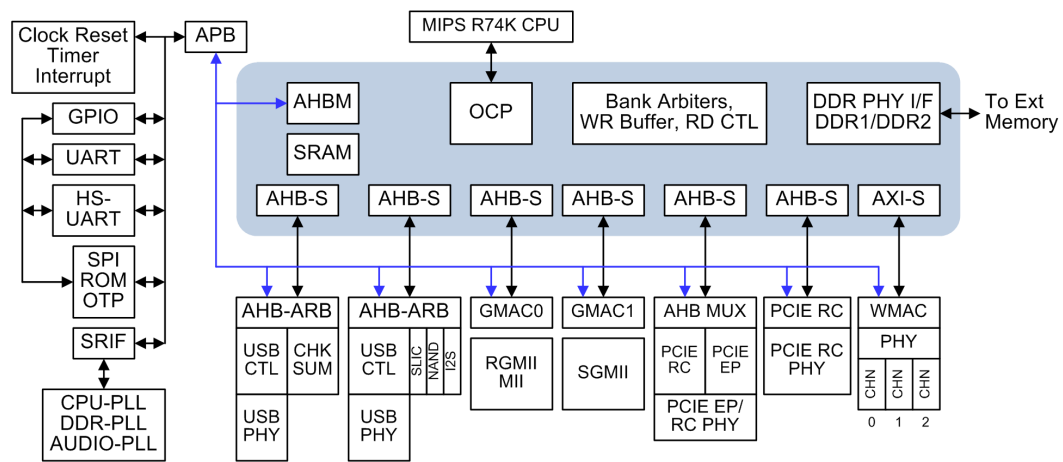 Clock Reset
Timer
Interrupt
APB
MIPS R74K CPU
GPIO
UART
HS-
UART
SPI
ROM
OTP
SRIF
CPU-PLL
DDR-PLL
AUDIO-PLL
AHBM
SRAM
OCP
Bank Arbiters,
WR Buffer, RD CTL
DDR PHY I/F
DDR1/DDR2
To Ext
Memory
AHB-S
AHB-S
AHB-S
AHB-S
AHB-S
AHB-S
AXI-S
AHB-ARB
USB
CTL
CHK
SUM
USB
PHY
AHB-ARB
USB
CTL
SLIC
NAND
I2S
USB
PHY
GMAC0
RGMII
MII
GMAC1
SGMII
AHB MUX
PCIE
RC
PCIE
EP
PCIE EP/
RC PHY
PCIE RC
PCIE RC
PHY
WMAC
PHY
CHN
CHN
CHN
0
1
2